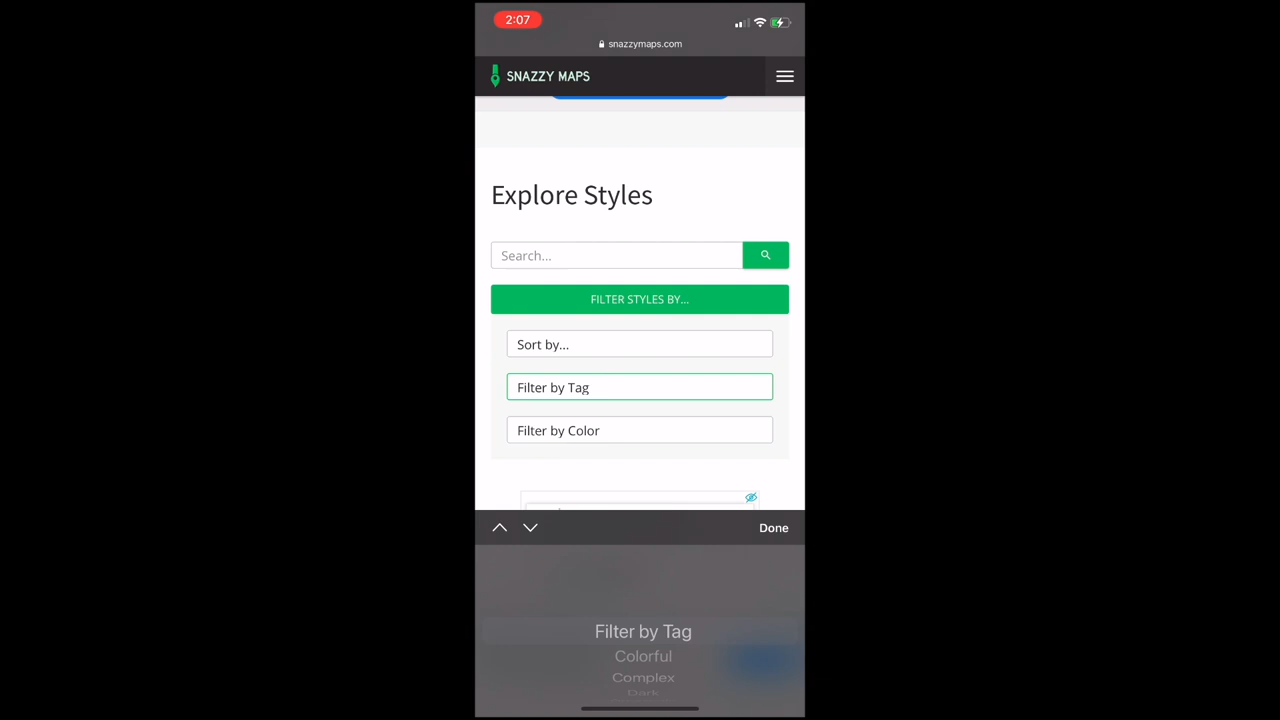 2:07
snazzymaps.com
SNAZZY MAPS
Explore Styles
Search...
FILTER STYLES BY...
Sort by...
Filter by Tag
Filter by Color
Done
Filter by Tag
Colorful
Complex
Dark